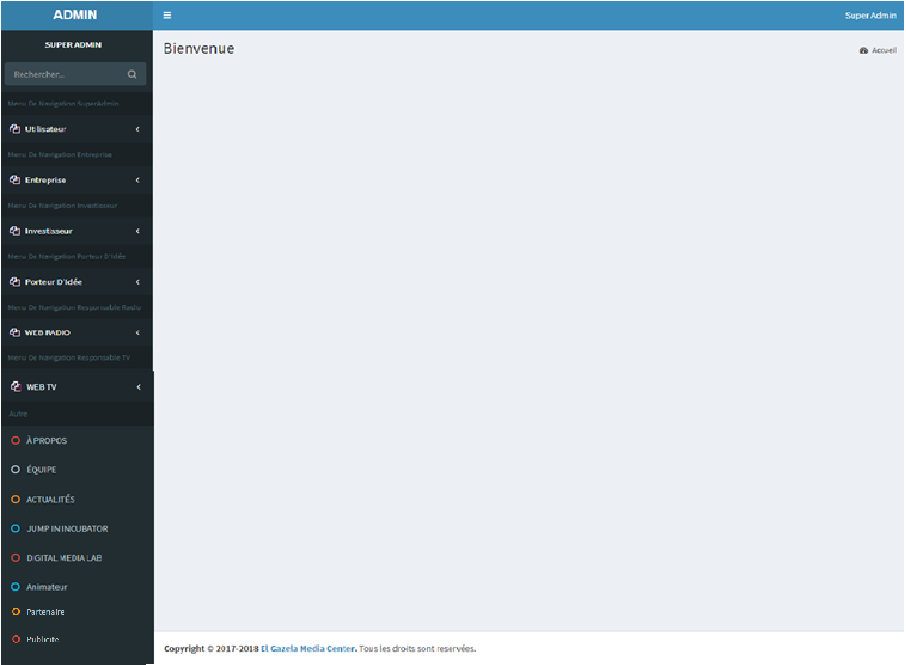 ADMIN
Super Admin
SUPER ADMIN
Bienvenue
Accueil
Rechercher...
Menu De Navigation SuperAdmin
Utilisateur
Menu De Navigation Entreprise
Entreprise
Menu De Navigation Investisseur
Investisseur
Menu De Navigation Porteur D'idée
Porteur D'idée
Menu De Navigation Responsable Radio
WEB RADIO
Menu De Navigation Responsable TV
WEB TV
Autre
À PROPOS
ÉQUIPE
ACTUALITÉS
JUMP IN INCUBATOR
DIGITAL MEDIA LAB
Animateur
Partenaire
Publicite
Copyright © 2017-2018 El Gazela Media Center. Tous les droits sont reservées.